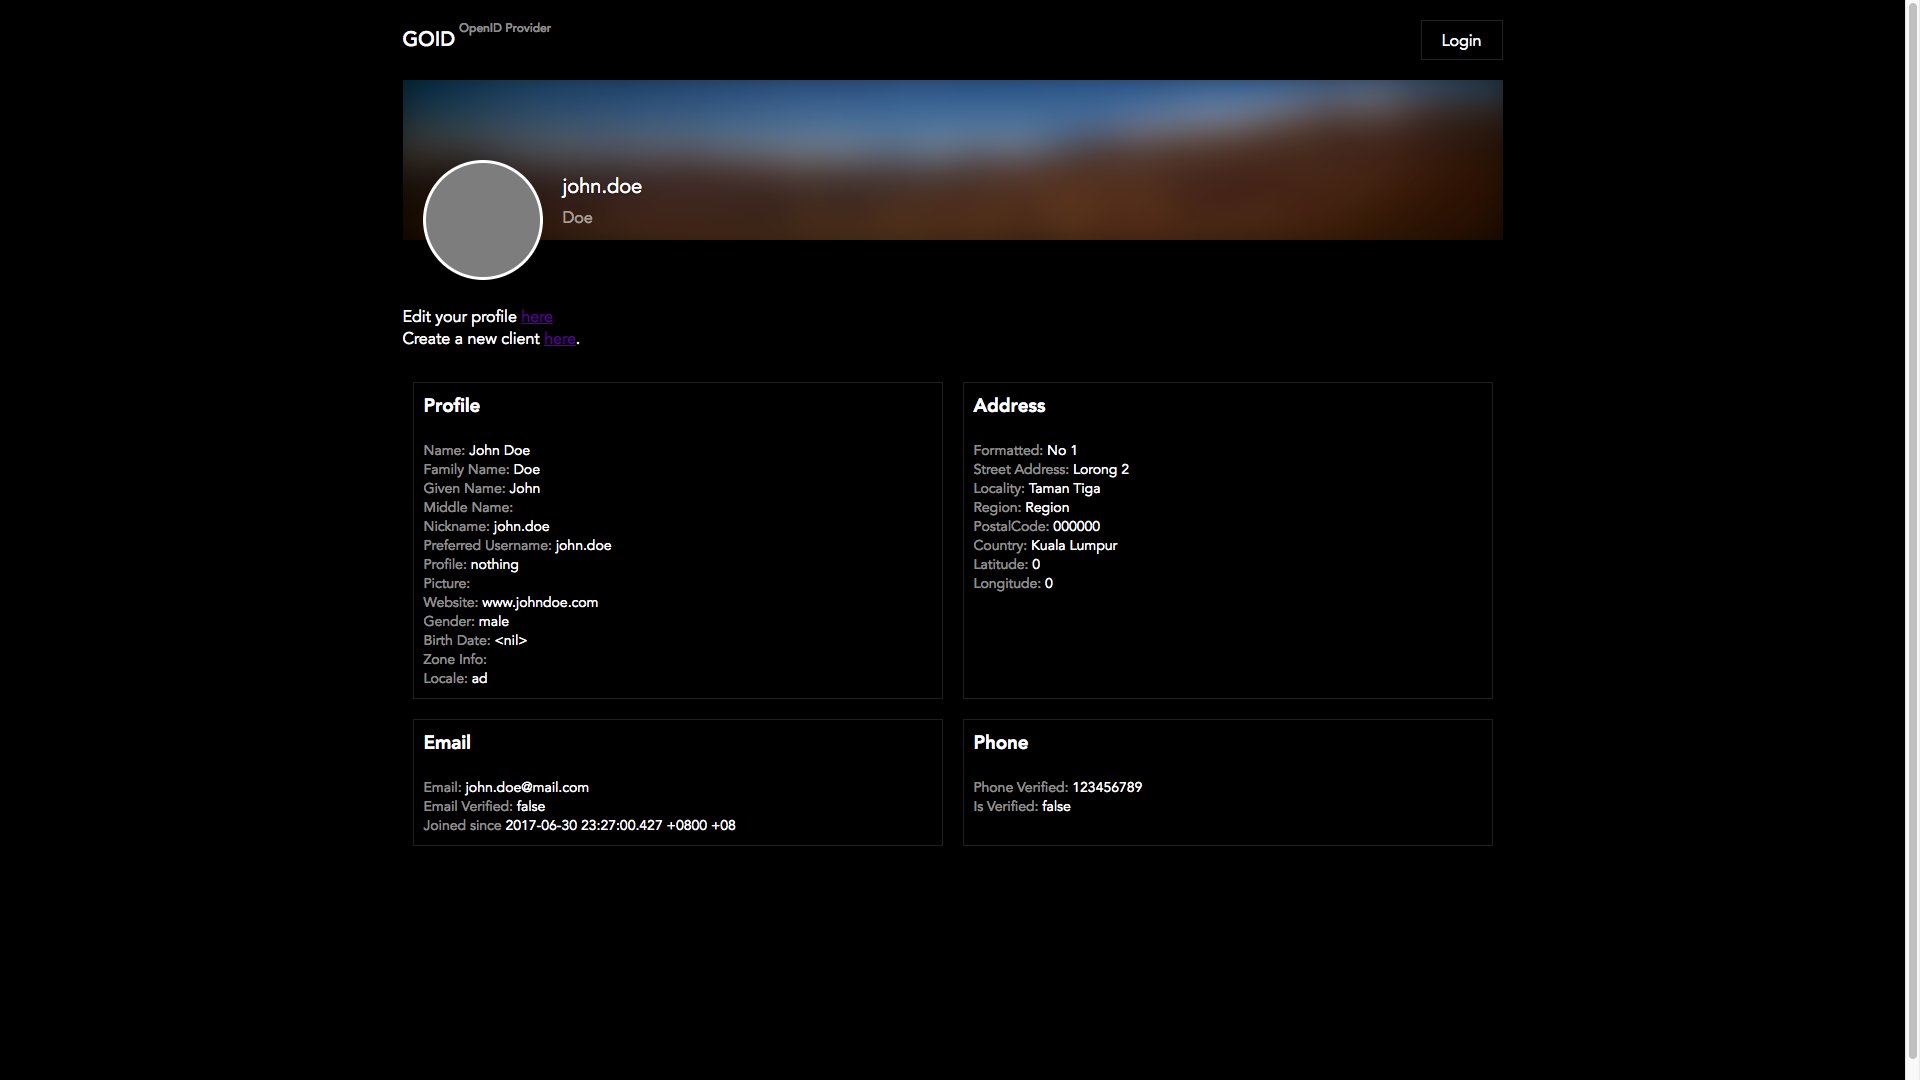 GOID OpenID Provider
Login
john.doe
Doe
Edit your profile here
Create a new client here.
Profile
Name: John Doe
Family Name: Doe
Given Name: John
Middle Name:
Nickname: john.doe
Preferred Username: john.doe
Profile: nothing
Picture:
Website: www.johndoe.com
Gender: male
Birth Date: <nil>
Zone Info:
Locale: ad
Address
Formatted: No 1
Street Address: Lorong 2
Locality: Taman Tiga
Region: Region
PostalCode: 000000
Country: Kuala Lumpur
Latitude: 0
Longitude: 0
Email
Email: john.doe@mail.com
Email Verified: false
Joined since 2017-06-30 23:27:00.427 +0800 +08
Phone
Phone Verified: 123456789
Is Verified: false